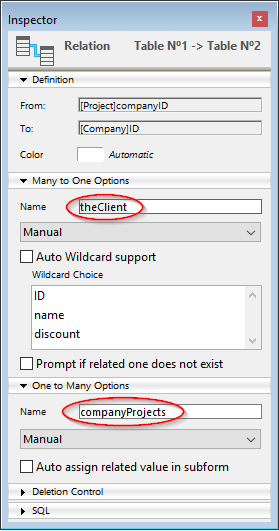 Inspector
Relation Table Nº1 -> Table Nº2
Definition
From: [Project]companyID
To: [Company]ID
Color Automatic
Many to One Options
Name theClient
Manual
Auto Wildcard support
Wildcard Choice
ID
name
discount
Prompt if related one does not exist
One to Many Options
Name companyProjects
Manual
Auto assign related value in subform
Deletion Control
SQL